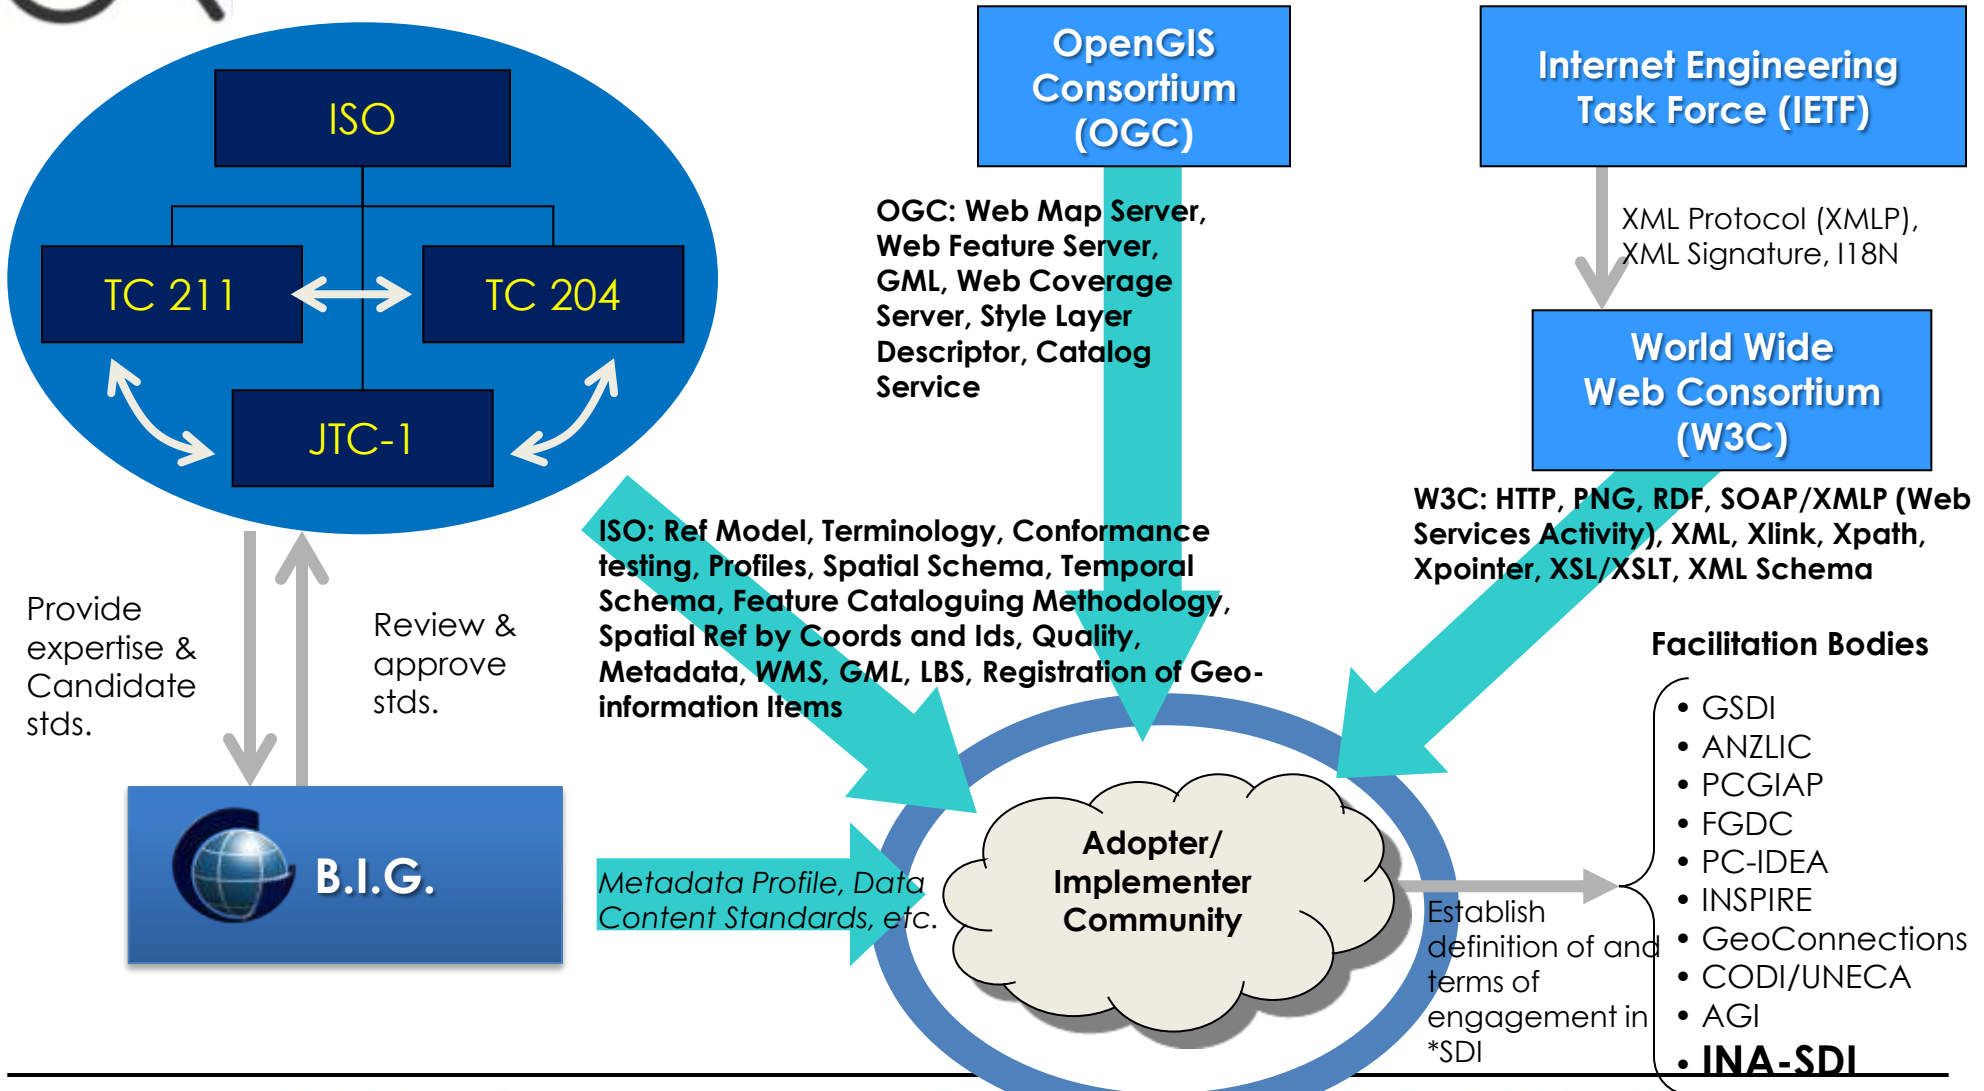 ISO
TC 211
TC 204
JTC-1
OpenGIS
Consortium
(OGC)
Internet Engineering
Task Force (IETF)
OGC: Web Map Server,
Web Feature Server,
GML, Web Coverage
Server, Style Layer
Descriptor, Catalog
Service
XML Protocol (XMLP),
XML Signature, I18N
World Wide
Web Consortium
(W3C)
W3C: HTTP, PNG, RDF, SOAP/XMLP (Web
Services Activity), XML, Xlink, Xpath,
Xpointer, XSL/XSLT, XML Schema
ISO: Ref Model, Terminology, Conformance
testing, Profiles, Spatial Schema, Temporal
Schema, Feature Cataloguing Methodology,
Spatial Ref by Coords and Ids, Quality,
Metadata, WMS, GML, LBS, Registration of Geo-
information Items
Provide
expertise &
Candidate
stds.
Review &
approve
stds.
B.I.G.
Metadata Profile, Data
Content Standards, etc.
Adopter/
Implementer
Community
Establish
definition of and
terms of
engagement in
*SDI
Facilitation Bodies
• GSDI
• ANZLIC
• PCGIAP
• FGDC
• PC-IDEA
• INSPIRE
• GeoConnections
• CODI/UNECA
• AGI
• INA-SDI